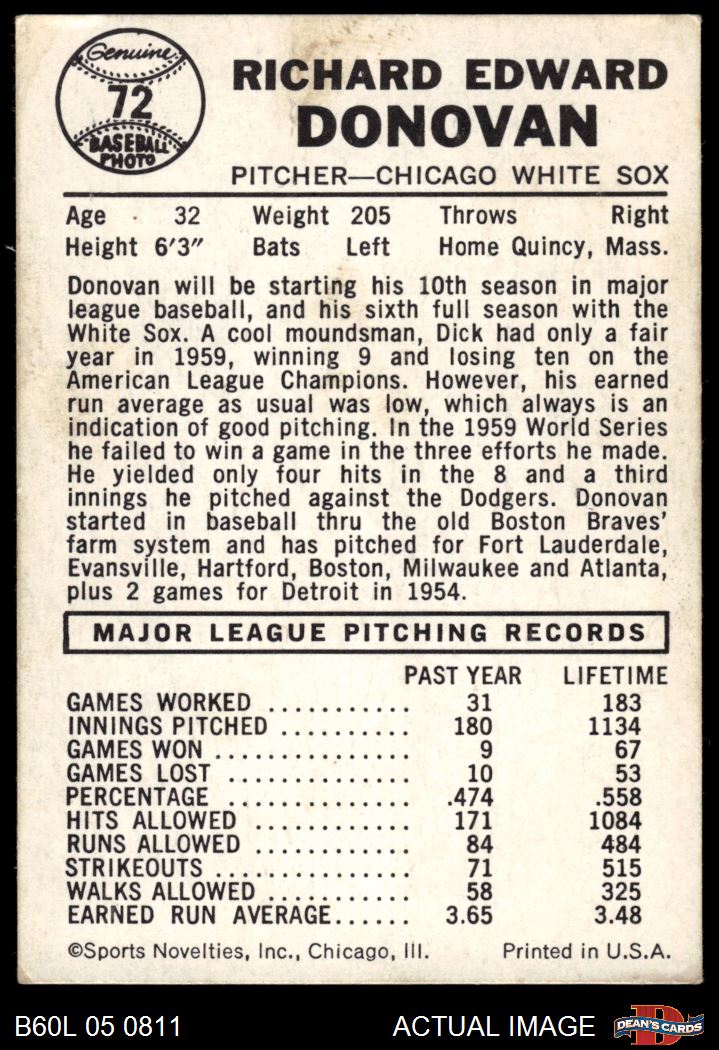 Genuine
72
BASEBALL
PHOTO
RICHARD EDWARD
DONOVAN
PITCHER—CHICAGO WHITE SOX
Age 32 Weight 205 Throws Right
Height 6'3" Bats Left Home Quincy, Mass.
Donovan will be starting his 10th season in major
league baseball, and his sixth full season with the
White Sox. A cool moundsman, Dick had only a fair
year in 1959, winning 9 and losing ten on the
American League Champions. However, his earned
run average as usual was low, which always is an
indication of good pitching. In the 1959 World Series
he failed to win a game in the three efforts he made.
He yielded only four hits in the 8 and a third
innings he pitched against the Dodgers. Donovan
started in baseball thru the old Boston Braves'
farm system and has pitched for Fort Lauderdale,
Evansville, Hartford, Boston, Milwaukee and Atlanta,
plus 2 games for Detroit in 1954.
MAJOR LEAGUE PITCHING RECORDS
PAST YEAR LIFETIME
GAMES WORKED ........... 31 183
INNINGS PITCHED .......... 180 1134
GAMES WON .............. 9 67
GAMES LOST ............. 10 53
PERCENTAGE ............. .474 .558
HITS ALLOWED ............ 171 1084
RUNS ALLOWED ........... 84 484
STRIKEOUTS .............. 71 515
WALKS ALLOWED ........... 58 325
EARNED RUN AVERAGE...... 3.65 3.48
©Sports Novelties, Inc., Chicago, Ill. Printed in U.S.A.
B60L 05 0811 ACTUAL IMAGE D DEAN'S CARDS